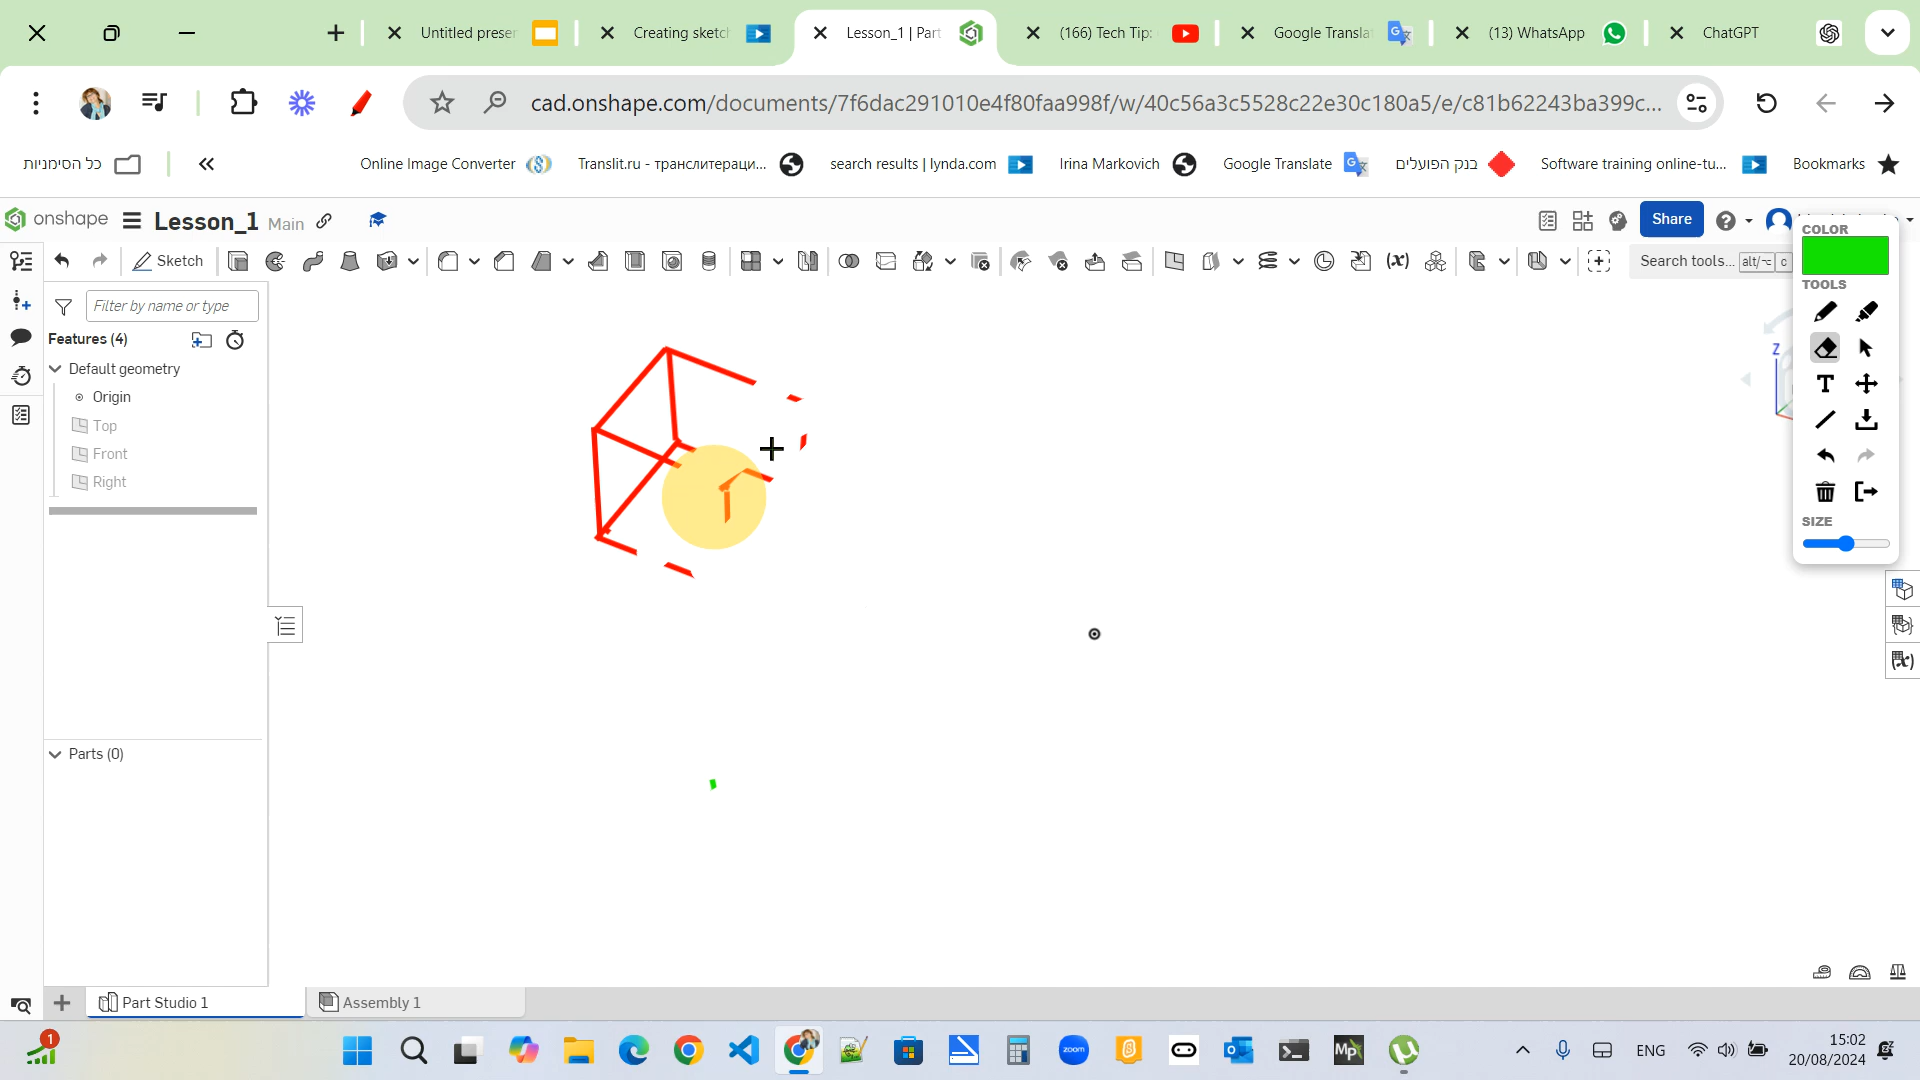 Untitled preser
Creating sketch
Lesson_1 | Part
(166) Tech Tip:
Google Transla
(13) WhatsApp
ChatGPT
cad.onshape.com/documents/7f6dac291010e4f80faa998f/w/40c56a3c5528c22e30c180a5/e/c81b62243ba399c...
כל הסימניות
Online Image Converter
Translit.ru - транслитераци...
search results | lynda.com
Irina Markovich
Google Translate
בנק הפועלים
Software training online-tu...
Bookmarks
onshape
Lesson_1 Main
Share
Sketch
Search tools... alt/⌥ c
COLOR
TOOLS
T
SIZE
Filter by name or type
Features (4)
Default geometry
Origin
Top
Front
Right
Parts (0)
Z
(x)
(x)
Part Studio 1
Assembly 1
1
zoom
Mp
ENG
15:02
20/08/2024